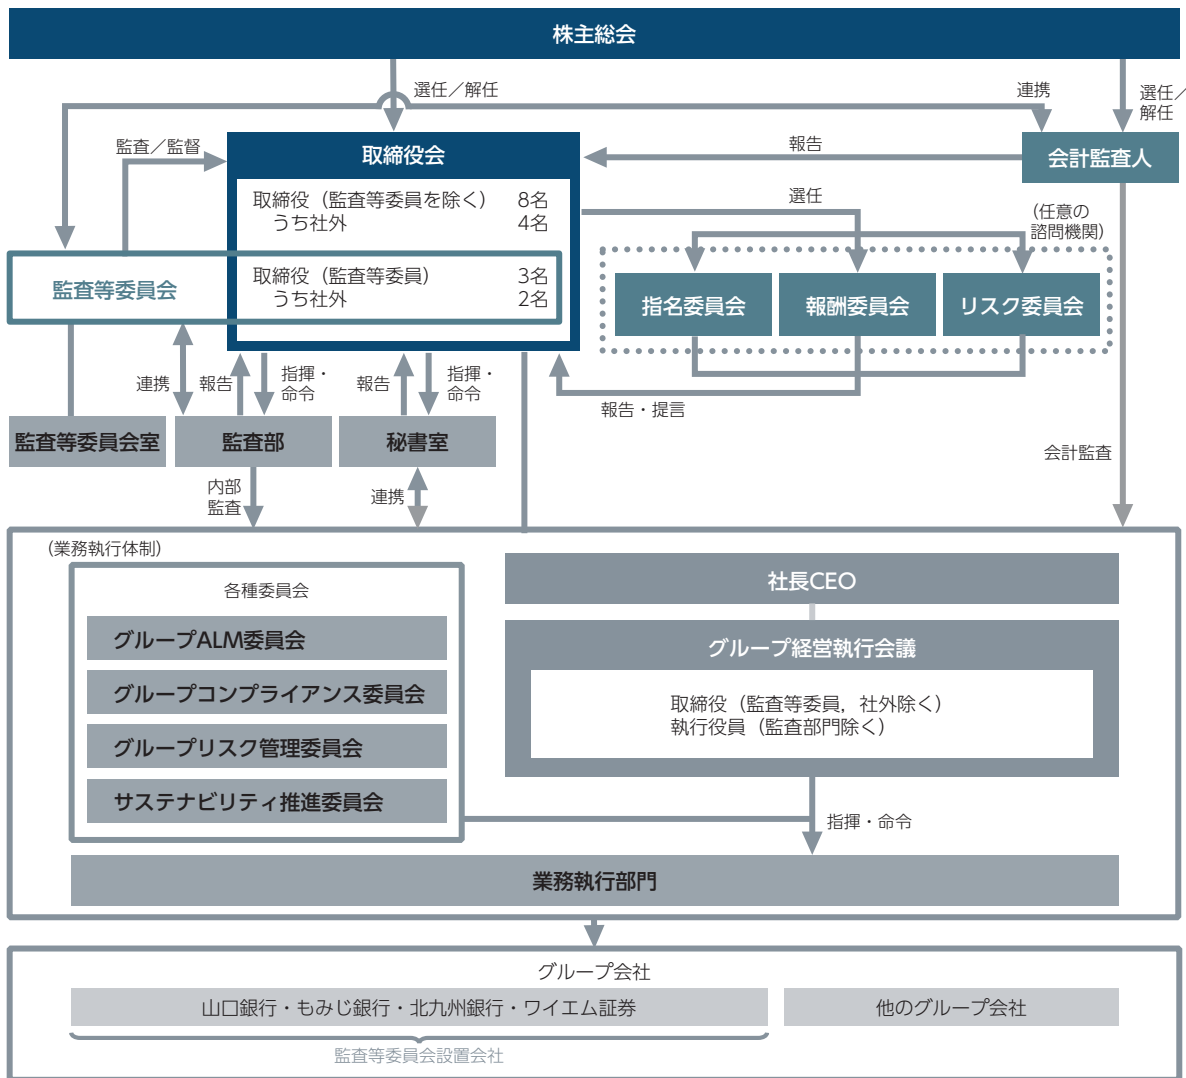 株主総会
選任／解任
連携
選任／
解任
監査／監督
取締役会
報告
会計監査人
取締役（監査等委員を除く） 8名
うち社外 4名
選任
（任意の
諮問機関）
監査等委員会
取締役（監査等委員） 3名
うち社外 2名
指名委員会
報酬委員会
リスク委員会
連携
報告
指揮・
命令
報告
指揮・
命令
報告・提言
監査等委員会室
監査部
秘書室
会計監査
内部
監査
連携
（業務執行体制）
各種委員会
社長CEO
グループALM委員会
グループコンプライアンス委員会
グループリスク管理委員会
サステナビリティ推進委員会
グループ経営執行会議
取締役（監査等委員，社外除く）
執行役員（監査部門除く）
指揮・命令
業務執行部門
グループ会社
山口銀行・もみじ銀行・北九州銀行・ワイエム証券
他のグループ会社
監査等委員会設置会社